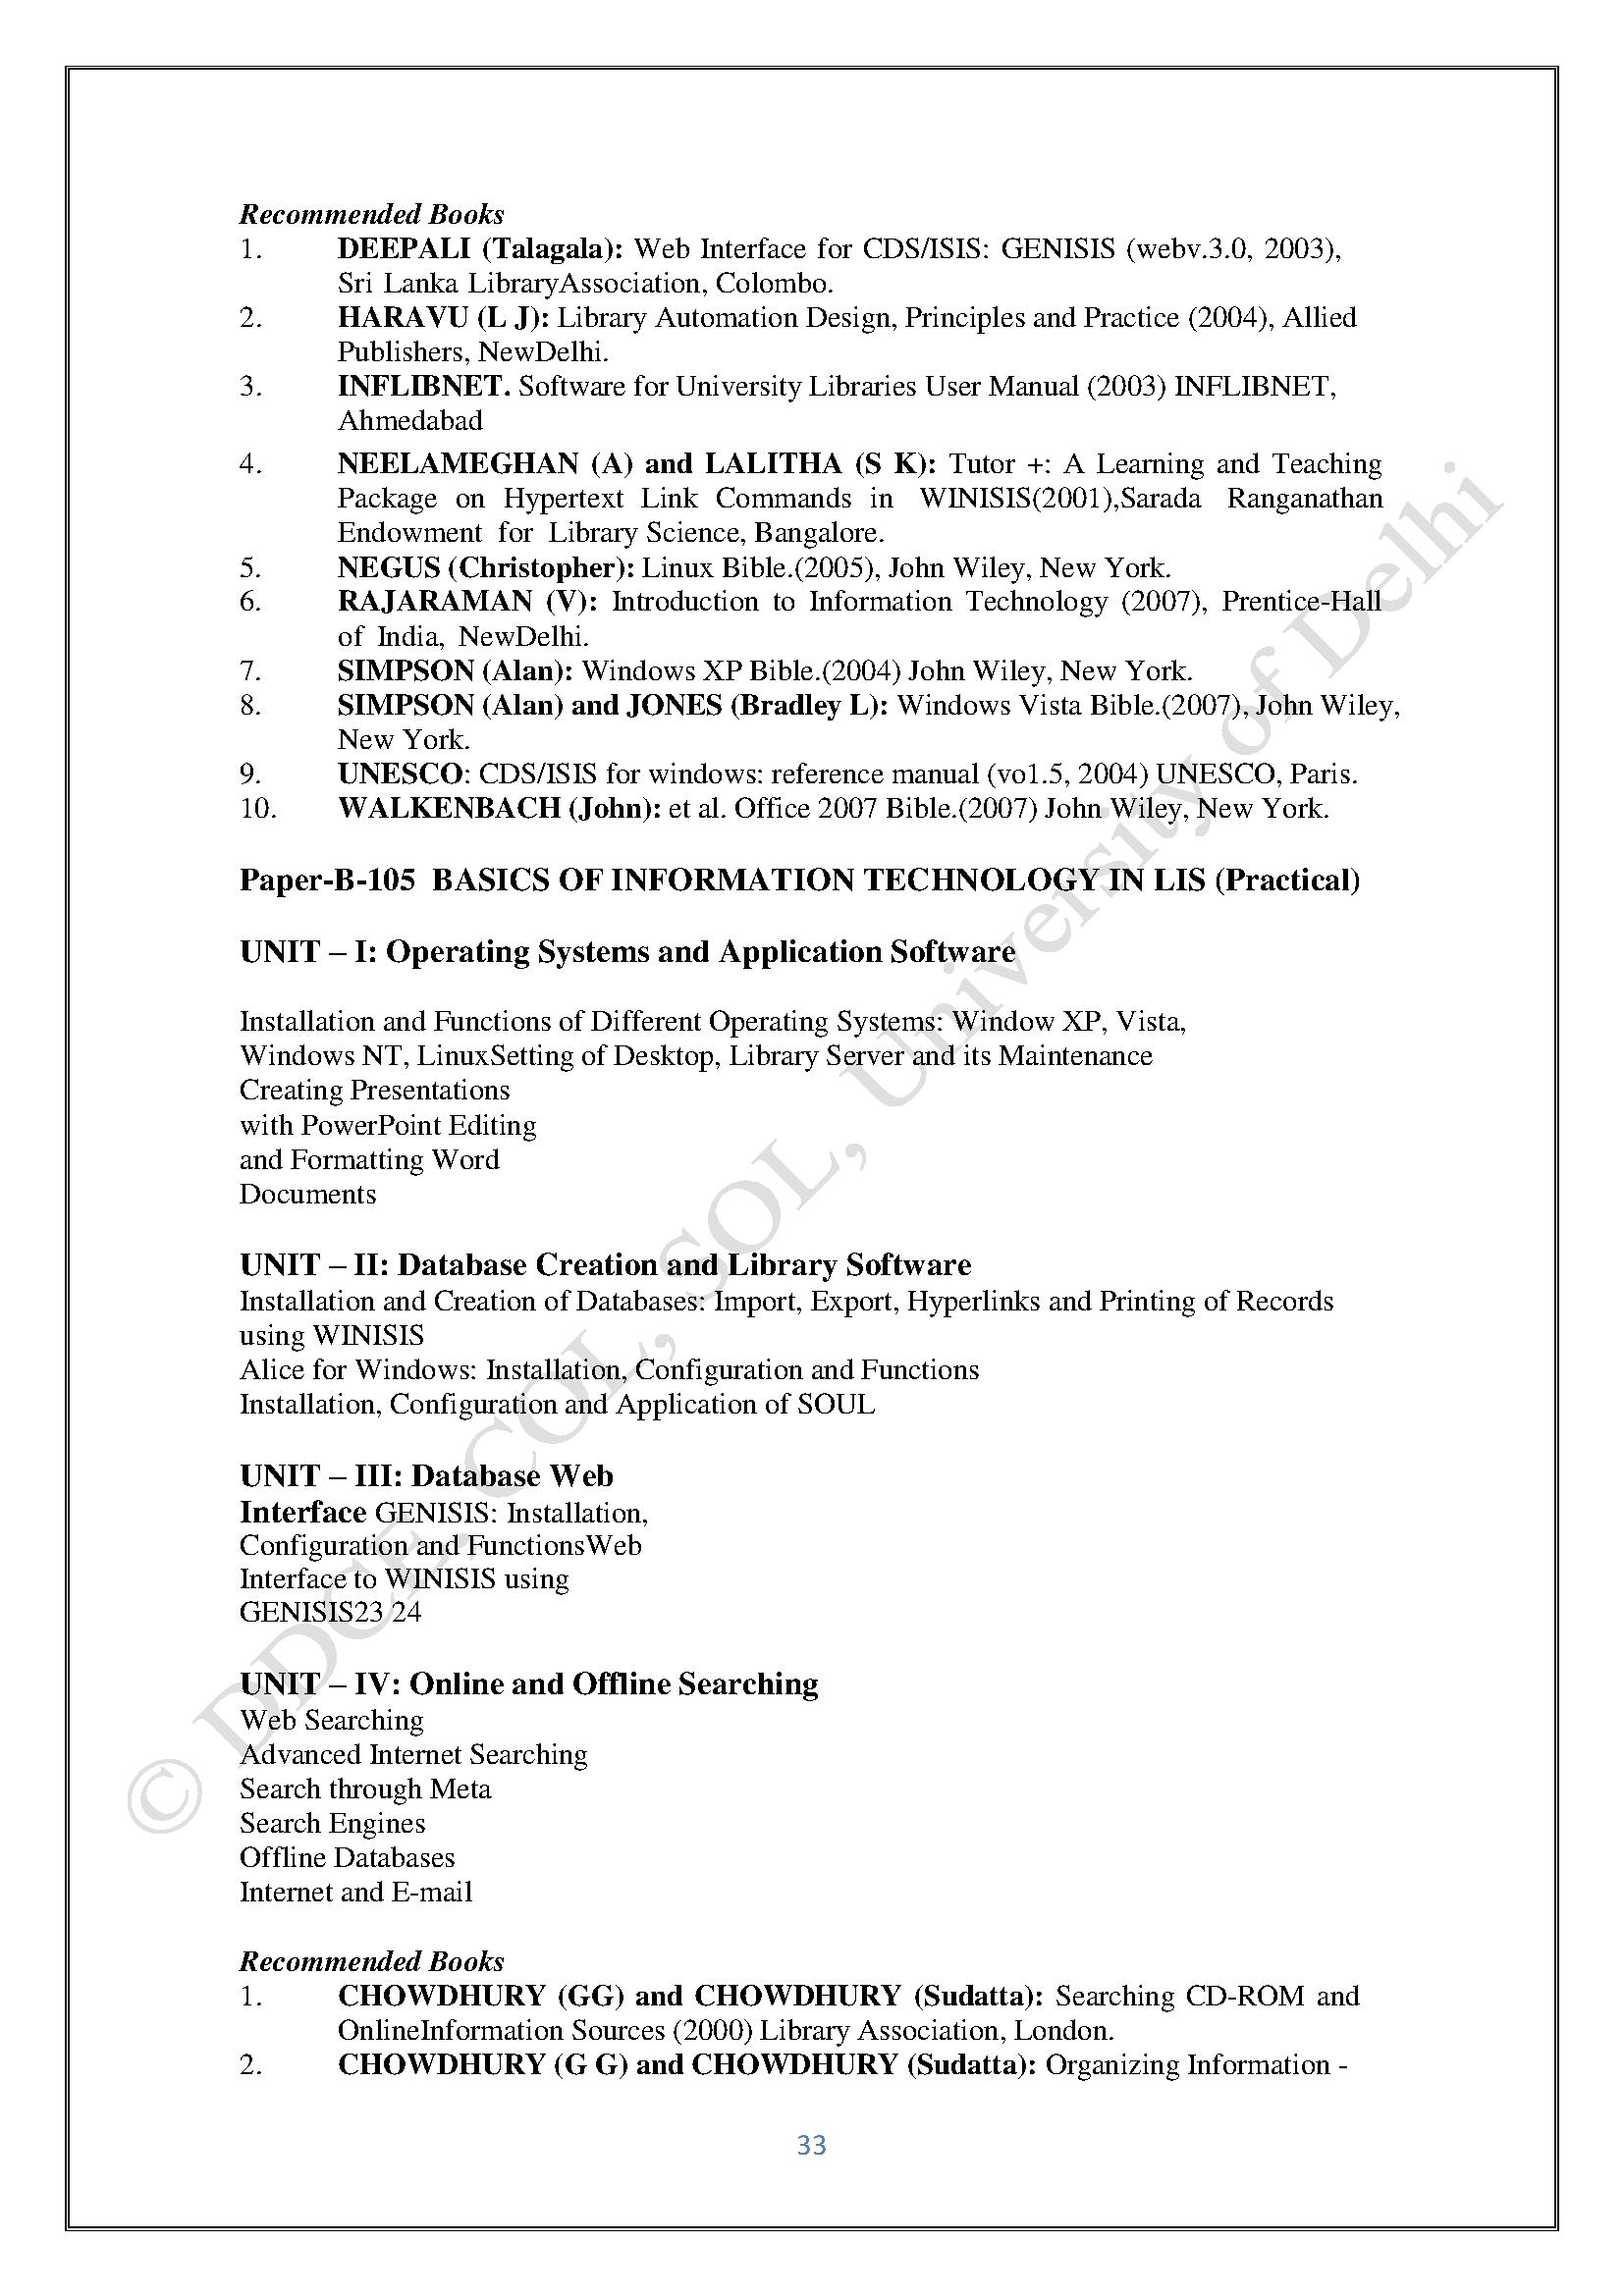 Recommended Books
1. DEEPALI (Talagala): Web Interface for CDS/ISIS: GENISIS (webv.3.0, 2003),
Sri Lanka LibraryAssociation, Colombo.
2. HARAVU (L J): Library Automation Design, Principles and Practice (2004), Allied
Publishers, NewDelhi.
3. INFLIBNET. Software for University Libraries User Manual (2003) INFLIBNET,
Ahmedabad
4. NEELAMEGHAN (A) and LALITHA (S K): Tutor +: A Learning and Teaching
Package on Hypertext Link Commands in WINISIS(2001),Sarada Ranganathan
Endowment for Library Science, Bangalore.
5. NEGUS (Christopher): Linux Bible.(2005), John Wiley, New York.
6. RAJARAMAN (V): Introduction to Information Technology (2007), Prentice-Hall
of India, NewDelhi.
7. SIMPSON (Alan): Windows XP Bible.(2004) John Wiley, New York.
8. SIMPSON (Alan) and JONES (Bradley L): Windows Vista Bible.(2007), John Wiley,
New York.
9. UNESCO: CDS/ISIS for windows: reference manual (vo1.5, 2004) UNESCO, Paris.
10. WALKENBACH (John): et al. Office 2007 Bible.(2007) John Wiley, New York.
Paper-B-105 BASICS OF INFORMATION TECHNOLOGY IN LIS (Practical)
UNIT – I: Operating Systems and Application Software
Installation and Functions of Different Operating Systems: Window XP, Vista,
Windows NT, LinuxSetting of Desktop, Library Server and its Maintenance
Creating Presentations
with PowerPoint Editing
and Formatting Word
Documents
UNIT – II: Database Creation and Library Software
Installation and Creation of Databases: Import, Export, Hyperlinks and Printing of Records
using WINISIS
Alice for Windows: Installation, Configuration and Functions
Installation, Configuration and Application of SOUL
UNIT – III: Database Web
Interface GENISIS: Installation,
Configuration and FunctionsWeb
Interface to WINISIS using
GENISIS23 24
UNIT – IV: Online and Offline Searching
Web Searching
Advanced Internet Searching
Search through Meta
Search Engines
Offline Databases
Internet and E-mail
Recommended Books
1. CHOWDHURY (GG) and CHOWDHURY (Sudatta): Searching CD-ROM and
OnlineInformation Sources (2000) Library Association, London.
2. CHOWDHURY (G G) and CHOWDHURY (Sudatta): Organizing Information -
33
© DDCE, COL, SOL, University of Delhi